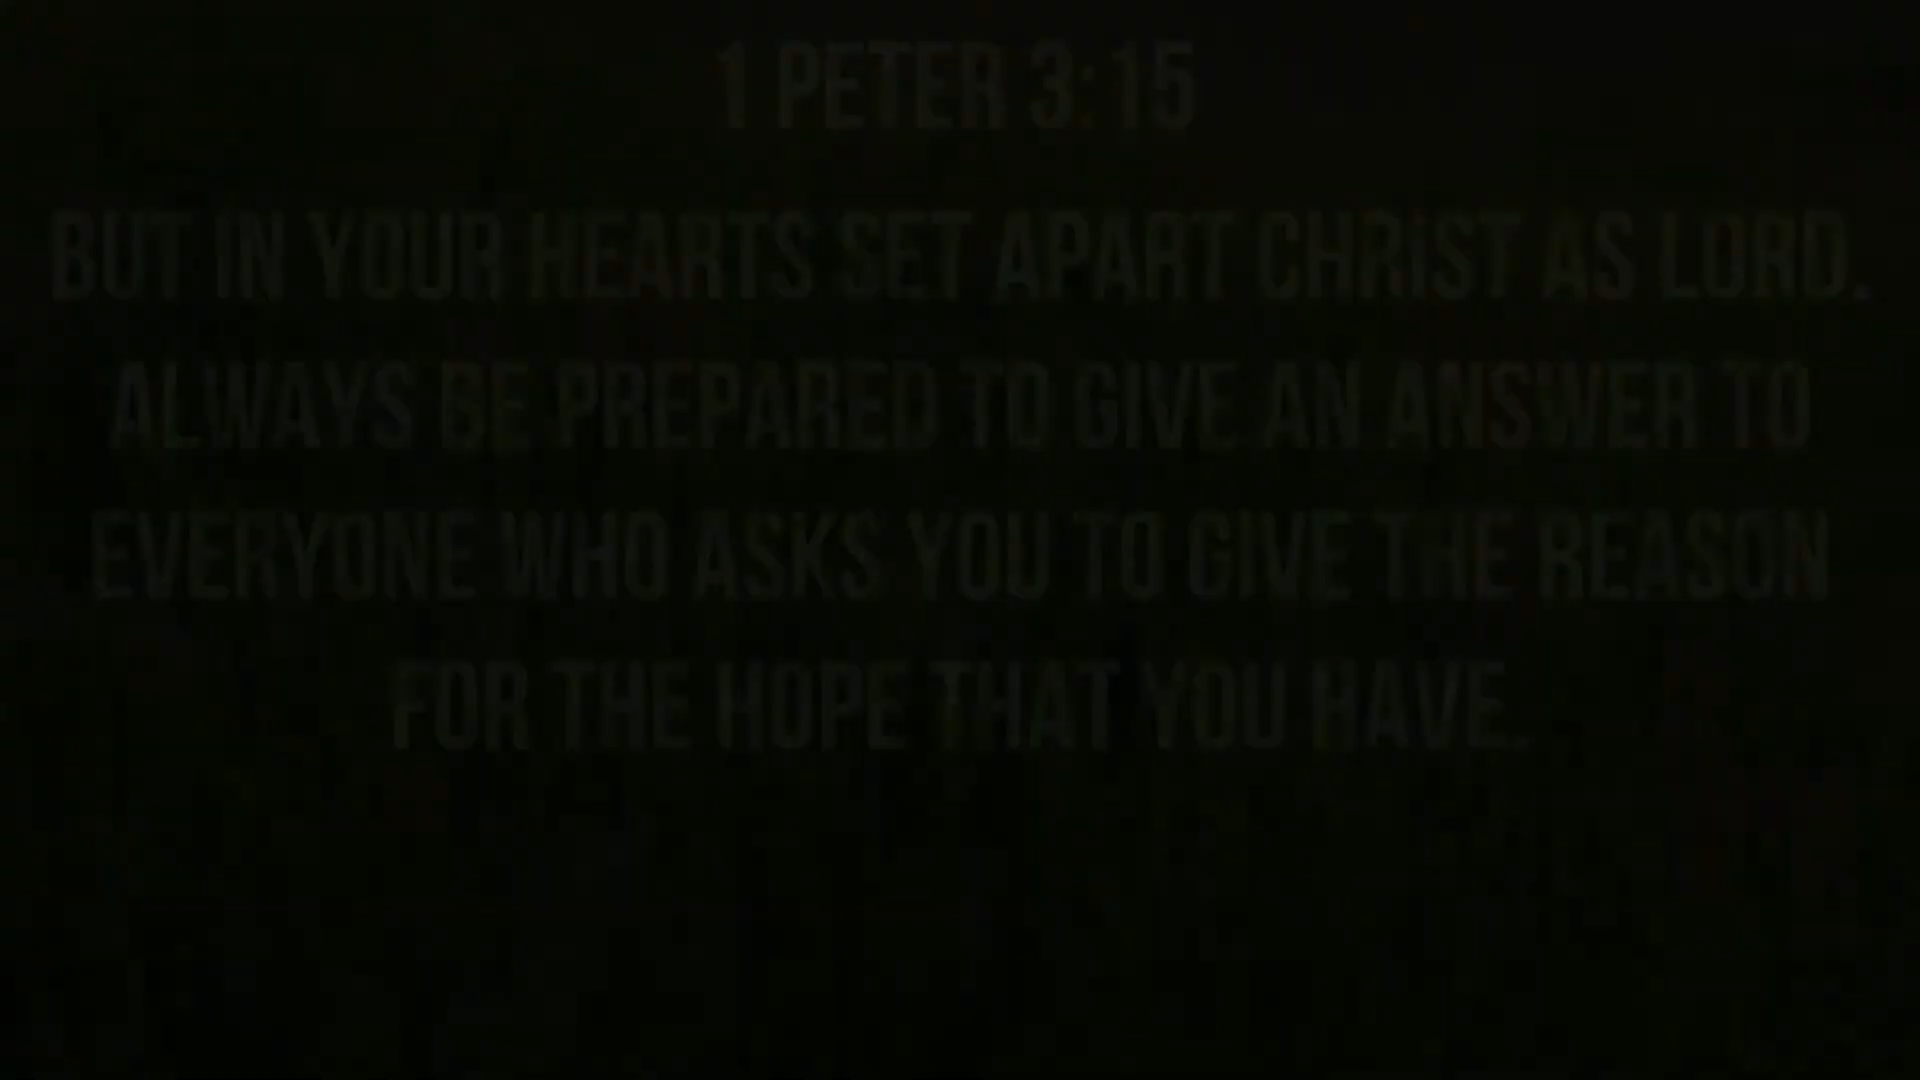 1 PETER 3:15
BUT IN YOUR HEARTS SET APART CHRIST AS LORD.
ALWAYS BE PREPARED TO GIVE AN ANSWER TO
EVERYONE WHO ASKS YOU TO GIVE THE REASON
FOR THE HOPE THAT YOU HAVE.